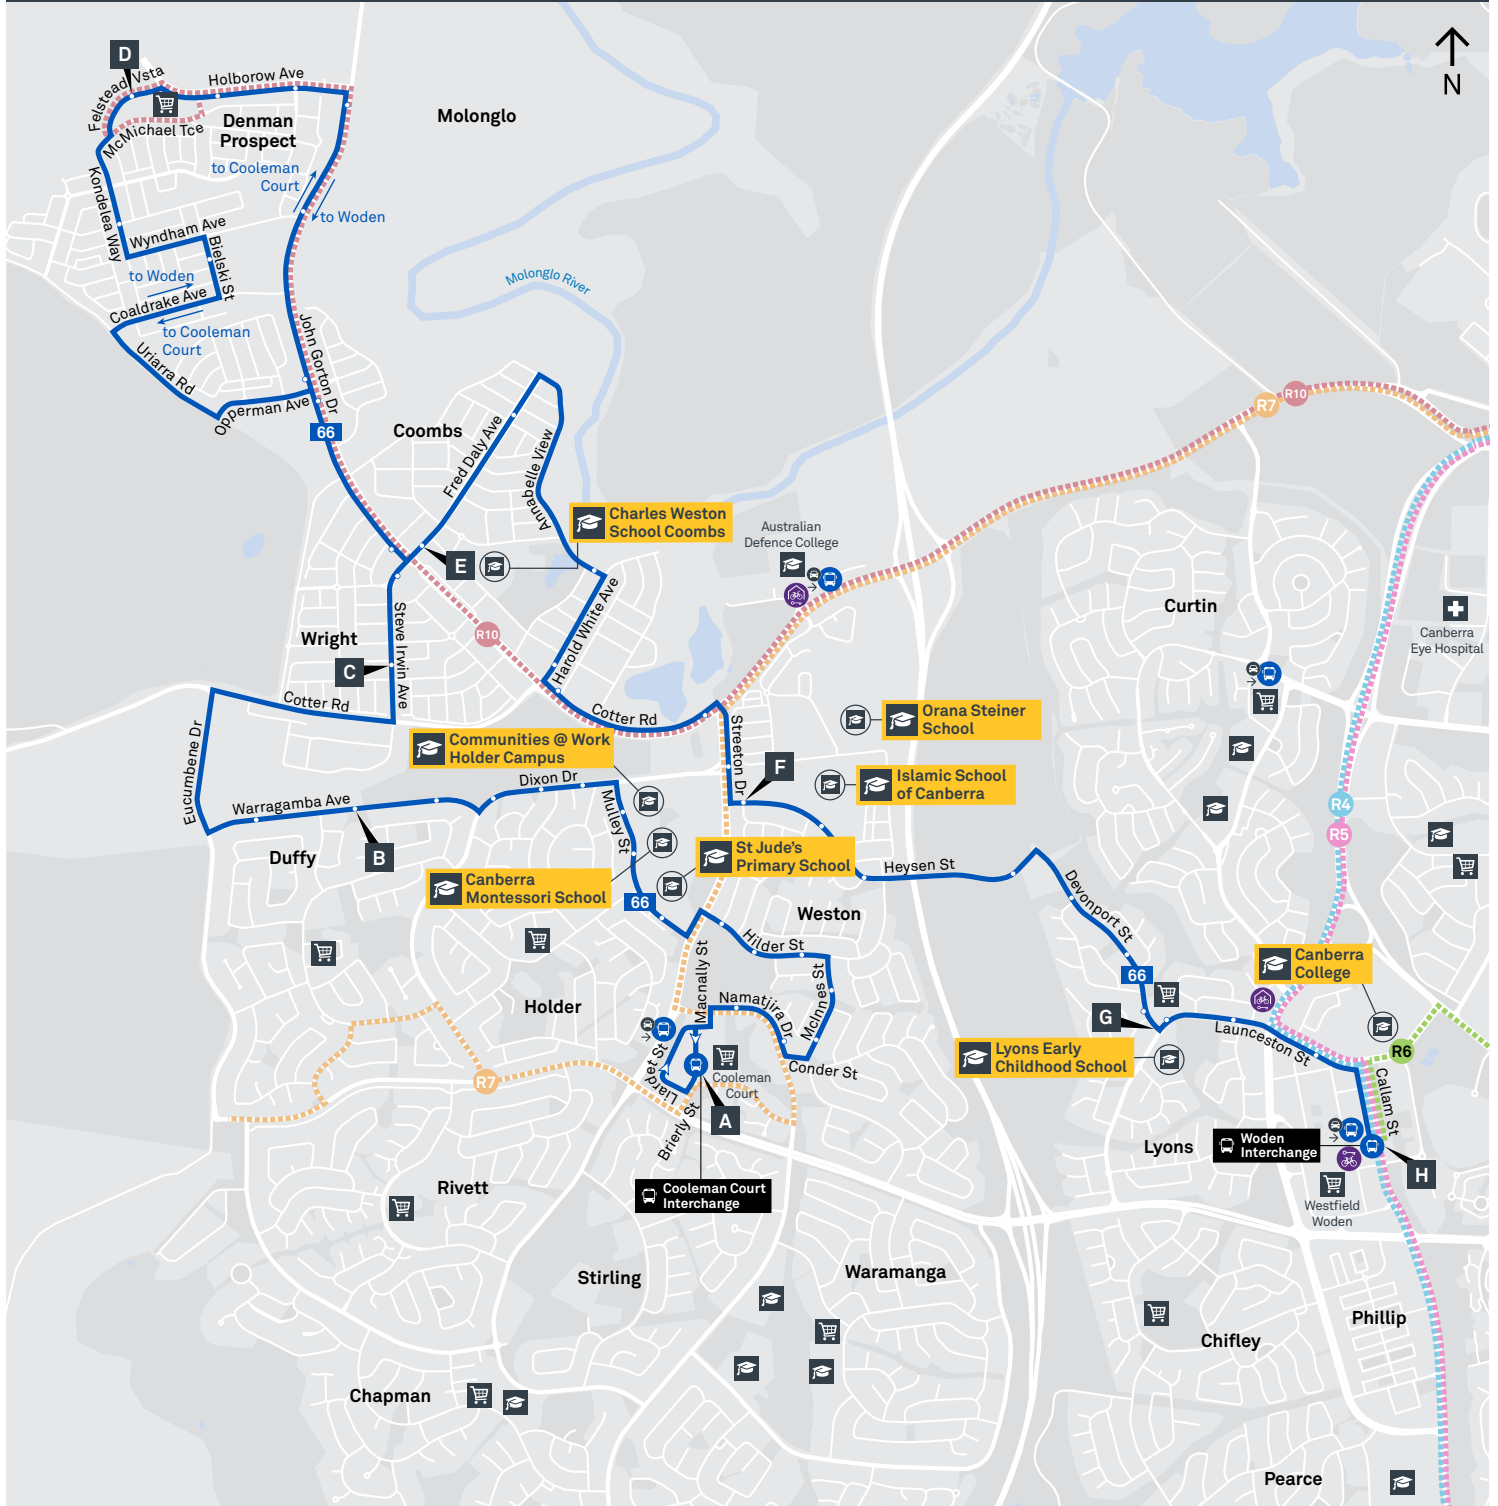 D
N
Felstead Vsta
Holborow Ave
McMichael Tce
Denman
Prospect
Molonglo
to Cooleman
Court
to Woden
Kondelea Way
Wyndham Ave
Bielski St
to Woden
Coaldrake Ave
to Cooleman
Court
Uriarra Rd
Opperman Ave
John Gorton Dr
Molonglo River
66
Coombs
Fred Daly Ave
Annabelle View
R7
R10
Charles Weston
School Coombs
Australian
Defence College
E
Steve Irwin Ave
Wright
C
R10
Harold White Ave
Curtin
Canberra
Eye Hospital
Cotter Rd
Cotter Rd
Eucumbene Dr
Communities @ Work
Holder Campus
Streeton Dr
Orana Steiner
School
F
Islamic School
of Canberra
Dixon Dr
Warragamba Ave
Mulley St
R4
R5
Duffy
B
St Jude's
Primary School
Heysen St
Canberra
Montessori School
66
Weston
Devonport St
Hilder St
Macnally St
McInnes St
66
Canberra
College
Holder
Namatjira Dr
G
Launceston St
Liardet St
Cooleman
Court
Conder St
Lyons Early
Childhood School
R6
R7
A
Brierly St
Callam St
Lyons
Woden
Interchange
H
Rivett
Cooleman Court
Interchange
Westfield
Woden
Stirling
Waramanga
Phillip
Chifley
Chapman
Pearce